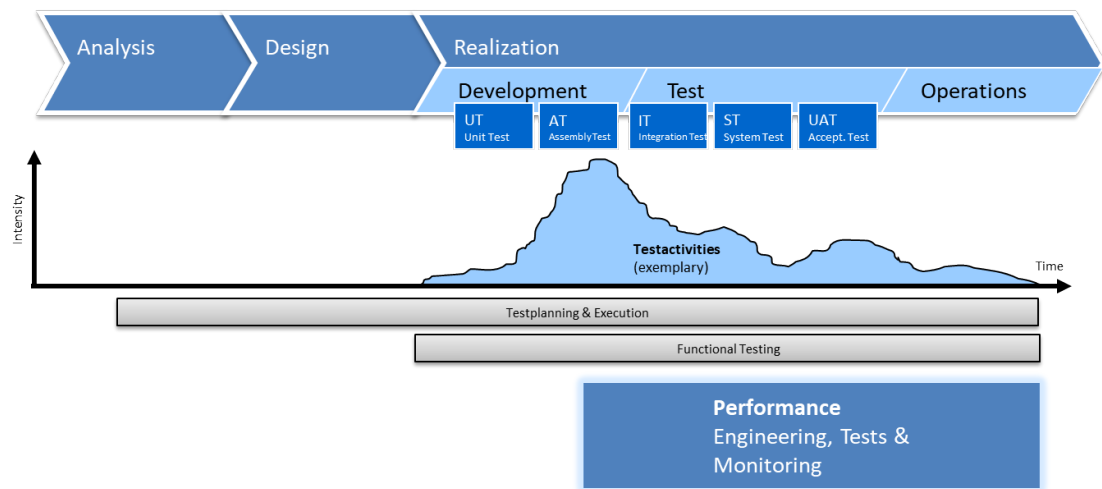 Analysis
Design
Realization
Development
Test
Operations
UT
Unit Test
AT
AssemblyTest
IT
Integration Test
ST
System Test
UAT
Accept. Test
Intensity
Testactivities
(exemplary)
Time
Testplanning & Execution
Functional Testing
Performance
Engineering, Tests &
Monitoring